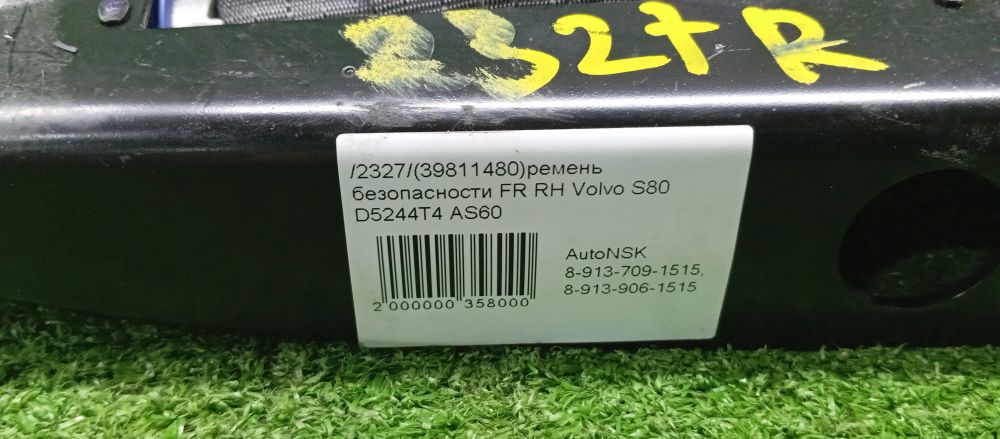 2327R
/2327/(39811480)ремень
безопасности FR RH Volvo S80
D5244T4 AS60
AutoNSK
8-913-709-1515,
8-913-906-1515
2 000000 358000